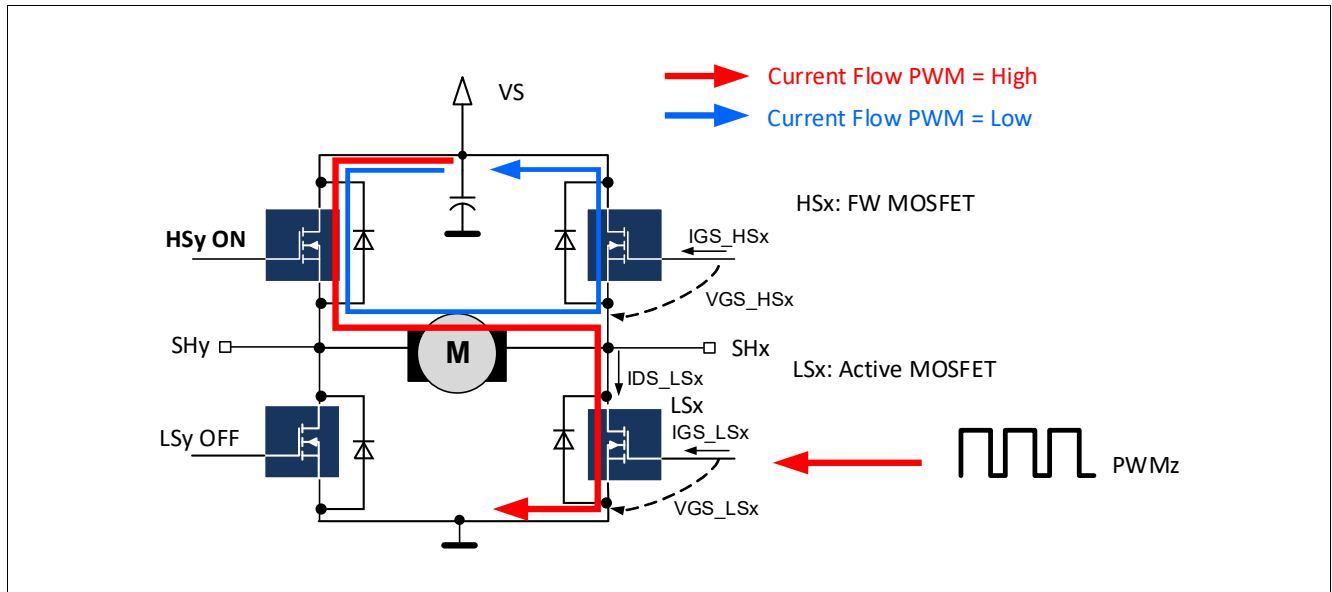 Current Flow PWM = High
VS
Current Flow PWM = Low
HSx: FW MOSFET
HSy ON
IGS_HSx
VGS_HSx
SHy
M
SHx
IDS_LSx
LSx: Active MOSFET
LSx
LSy OFF
IGS_LSx
PWMz
VGS_LSx